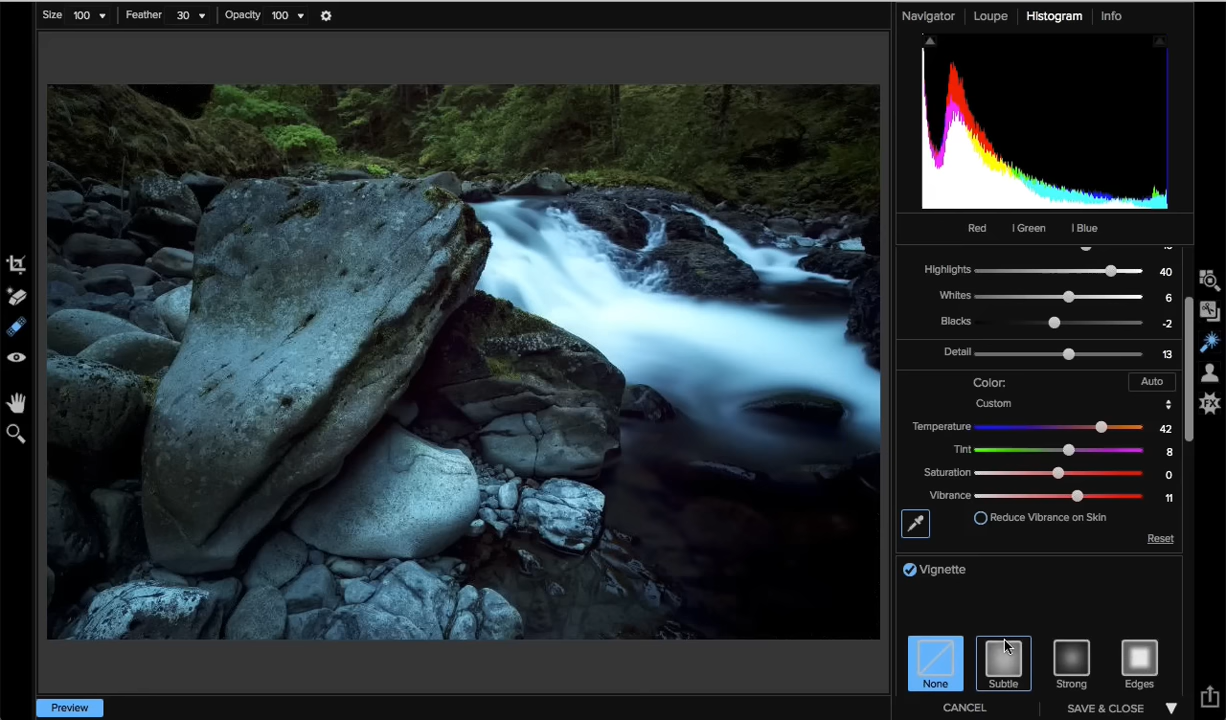 Size 100 Feather 30 Opacity 100
Navigator Loupe Histogram Info
Red | Green | Blue
Highlights 40
Whites 6
Blacks -2
Detail 13
Color: Auto
Custom
Temperature 42
Tint 8
Saturation 0
Vibrance 11
Reduce Vibrance on Skin
Reset
Vignette
None Subtle Strong Edges
Preview
CANCEL SAVE & CLOSE
FX